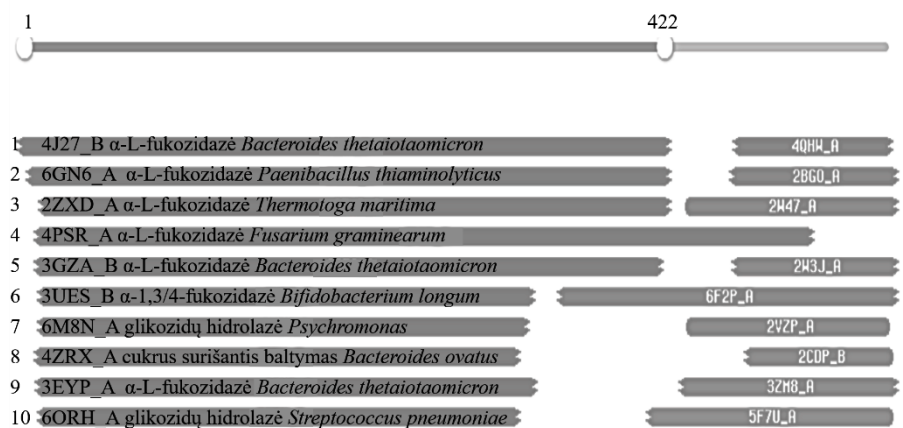 1 422
1 4J27_B α-L-fukozidazė Bacteroides thetaiotaomicron 4QHW_A
2 6GN6_A α-L-fukozidazė Paenibacillus thiaminolyticus 2BGO_A
3 2ZXD_A α-L-fukozidazė Thermotoga maritima 2W47_A
4 4PSR_A α-L-fukozidazė Fusarium graminearum
5 3GZA_B α-L-fukozidazė Bacteroides thetaiotaomicron 2W3J_A
6 3UES_B α-1,3/4-fukozidazė Bifidobacterium longum 6F2P_A
7 6M8N_A glikozidų hidrolazė Psychromonas 2VZP_A
8 4ZRX_A cukrus surišantis baltymas Bacteroides ovatus 2CDP_B
9 3EYP_A α-L-fukozidazė Bacteroides thetaiotaomicron 3ZM8_A
10 6ORH_A glikozidų hidrolazė Streptococcus pneumoniae 5F7U_A